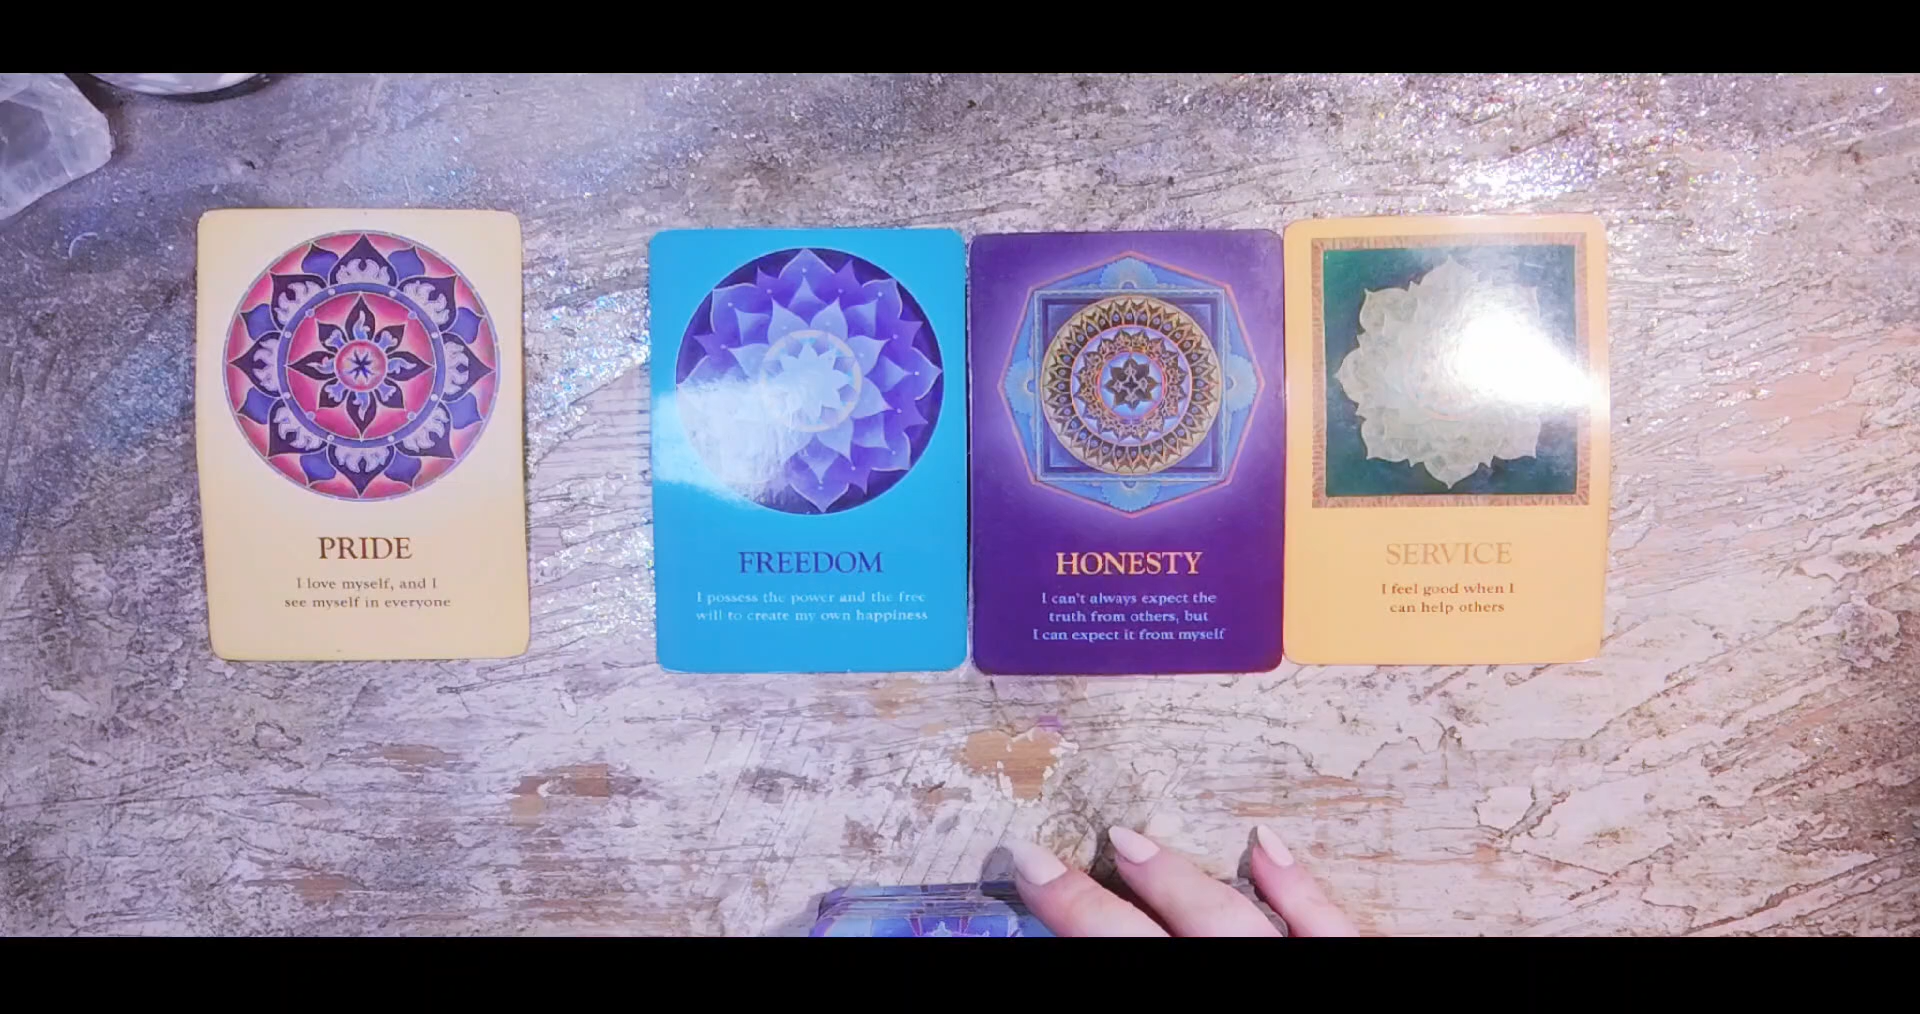 PRIDE
I love myself, and I
see myself in everyone
FREEDOM
I possess the power and the free
will to create my own happiness
HONESTY
I can't always expect the
truth from others, but
I can expect it from myself
SERVICE
I feel good when I
can help others